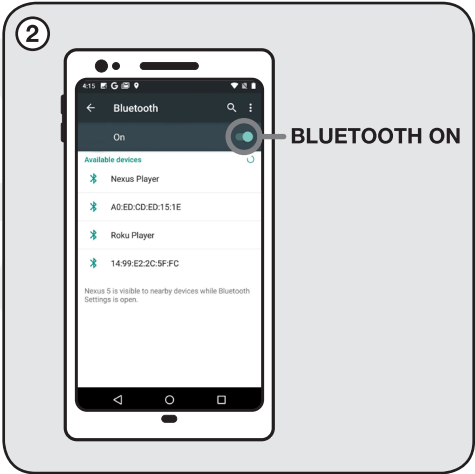 2
4:15 G
Bluetooth
On
BLUETOOTH ON
Available devices
Nexus Player
A0:ED:CD:ED:15:1E
Roku Player
14:99:E2:2C:5F:FC
Nexus 5 is visible to nearby devices while Bluetooth
Settings is open.